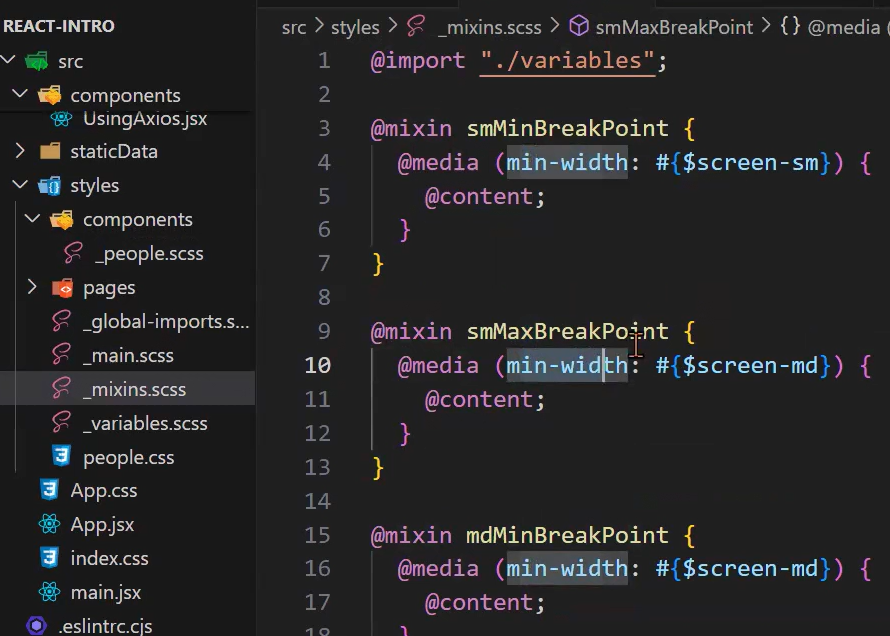 REACT-INTRO
src
components
UsingAxios.jsx
staticData
styles
components
_people.scss
pages
_global-imports.s...
_main.scss
_mixins.scss
_variables.scss
people.css
App.css
App.jsx
index.css
main.jsx
.eslintrc.cjs
src > styles > _mixins.scss > smMaxBreakPoint > {} @media (
1 @import "./variables";
2
3 @mixin smMinBreakPoint {
4 @media (min-width: #{$screen-sm}) {
5 @content;
6 }
7 }
8
9 @mixin smMaxBreakPoint {
10 @media (min-width: #{$screen-md}) {
11 @content;
12 }
13 }
14
15 @mixin mdMinBreakPoint {
16 @media (min-width: #{$screen-md}) {
17 @content;
18 }